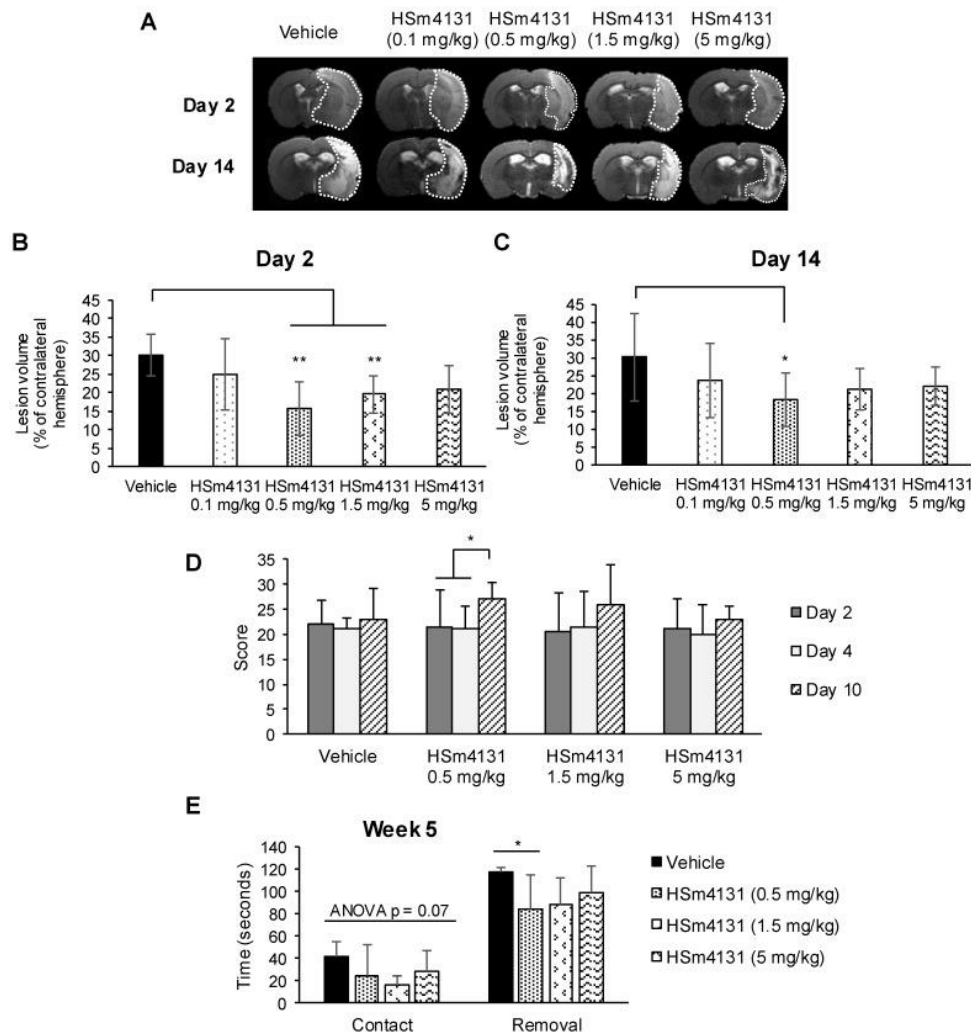 A
Vehicle
HSm4131 HSm4131 HSm4131 HSm4131
(0.1 mg/kg) (0.5 mg/kg) (1.5 mg/kg) (5 mg/kg)
Day 2
Day 14
B
Day 2
Lesion volume
(% of contralateral
hemisphere)
45
40
35
30
25
20
15
10
5
0
**
**
Vehicle HSm4131 HSm4131 HSm4131 HSm4131
0.1 mg/kg 0.5 mg/kg 1.5 mg/kg 5 mg/kg
C
Day 14
Lesion volume
(% of contralateral
hemisphere)
45
40
35
30
25
20
15
10
5
0
*
Vehicle HSm4131 HSm4131 HSm4131 HSm4131
0.1 mg/kg 0.5 mg/kg 1.5 mg/kg 5 mg/kg
D
Score
35
30
25
20
15
10
5
0
*
Vehicle HSm4131 HSm4131 HSm4131
0.5 mg/kg 1.5 mg/kg 5 mg/kg
Day 2
Day 4
Day 10
E
Week 5
Time (seconds)
140
120
100
80
60
40
20
0
ANOVA p = 0.07
*
Contact Removal
Vehicle
HSm4131 (0.5 mg/kg)
HSm4131 (1.5 mg/kg)
HSm4131 (5 mg/kg)